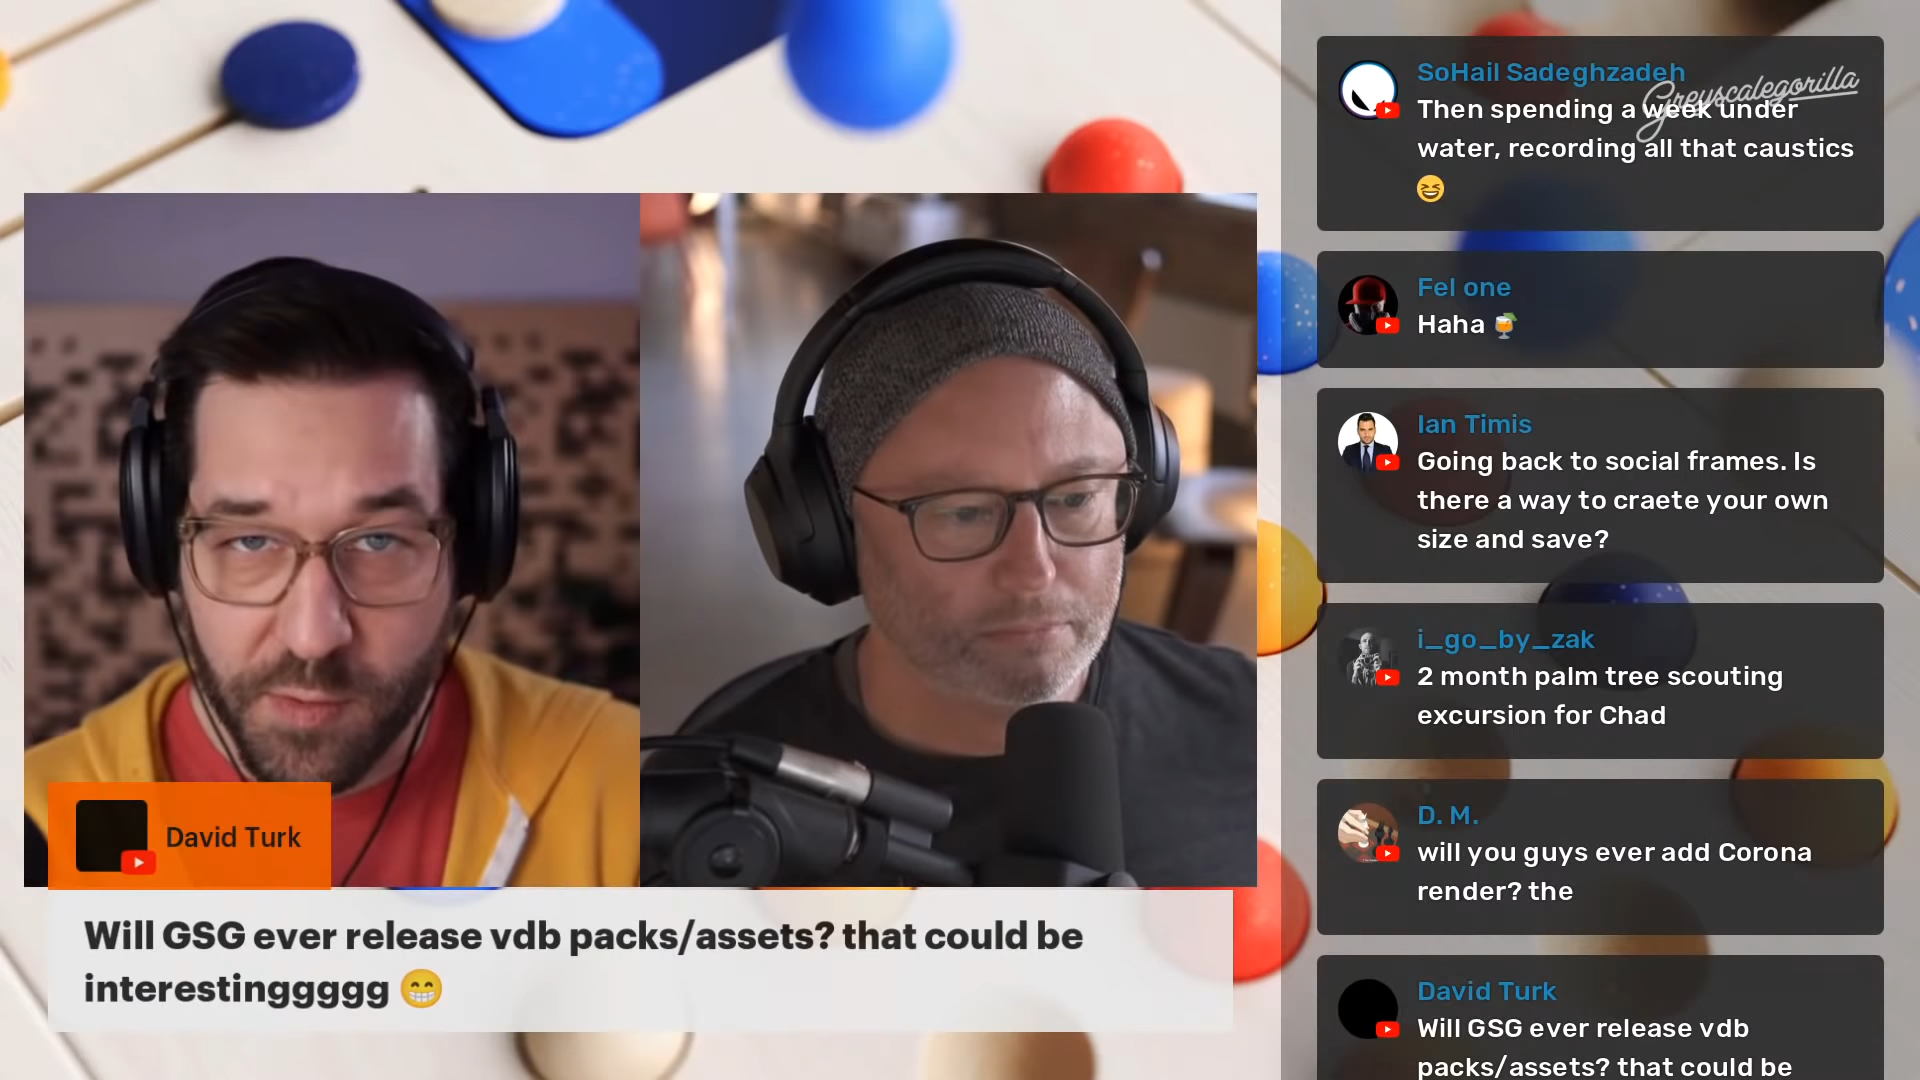 David Turk
Will GSG ever release vdb packs/assets? that could be
interestinggggg 😁
Greyscalegorilla
SoHail Sadeghzadeh
Then spending a week under
water, recording all that caustics
😆
Fel one
Haha 🍹
Ian Timis
Going back to social frames. Is
there a way to craete your own
size and save?
i_go_by_zak
2 month palm tree scouting
excursion for Chad
D. M.
will you guys ever add Corona
render? the
David Turk
Will GSG ever release vdb
packs/assets? that could be